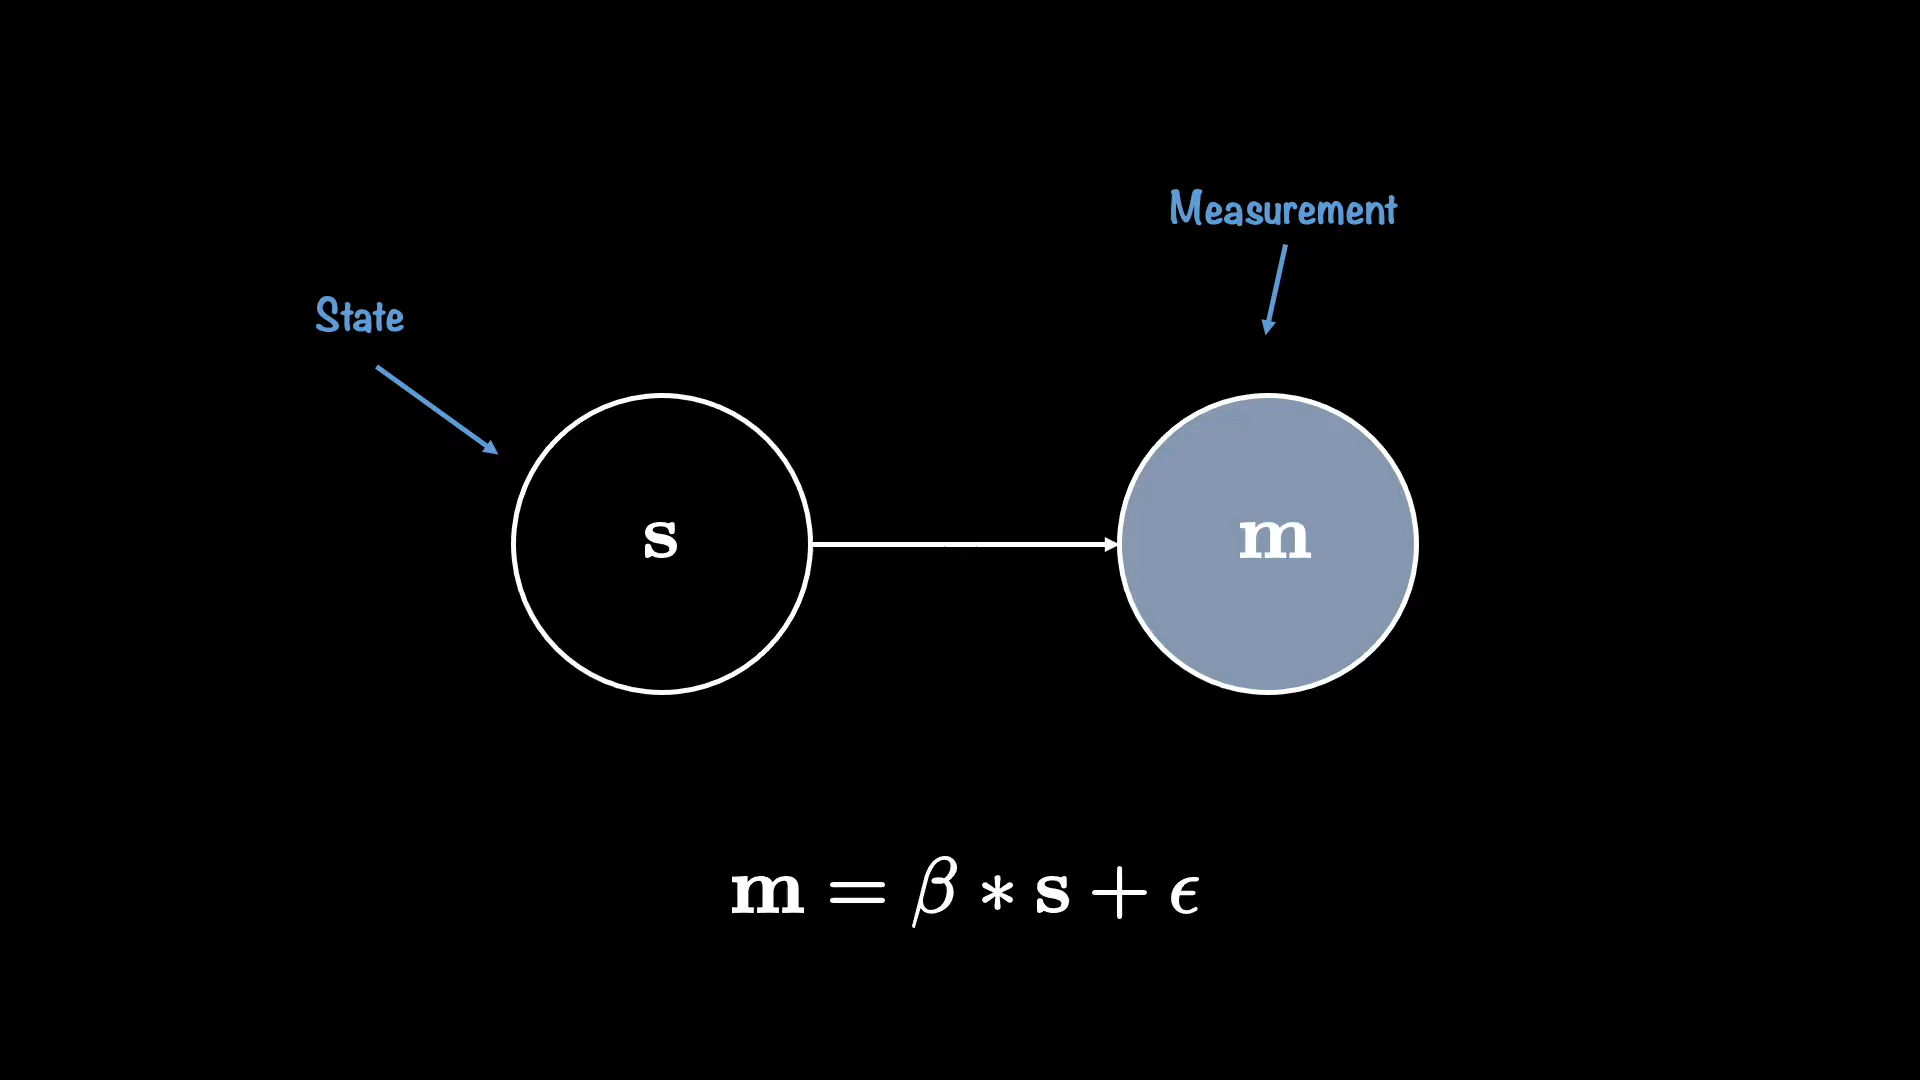 Measurement
State
s
m
m = β * s + ϵ